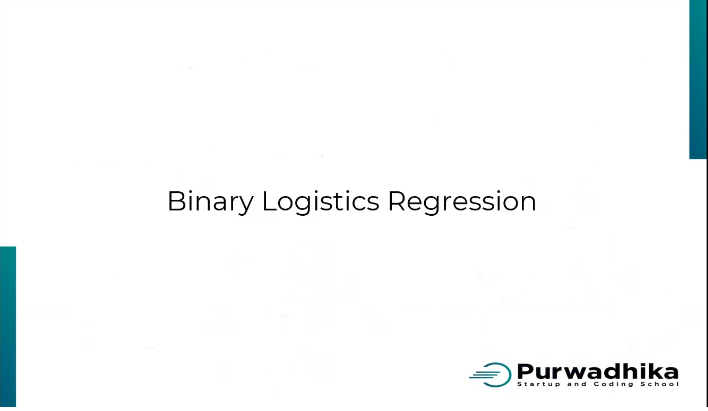 Binary Logistics Regression
Purwadhika
Startup and Coding School